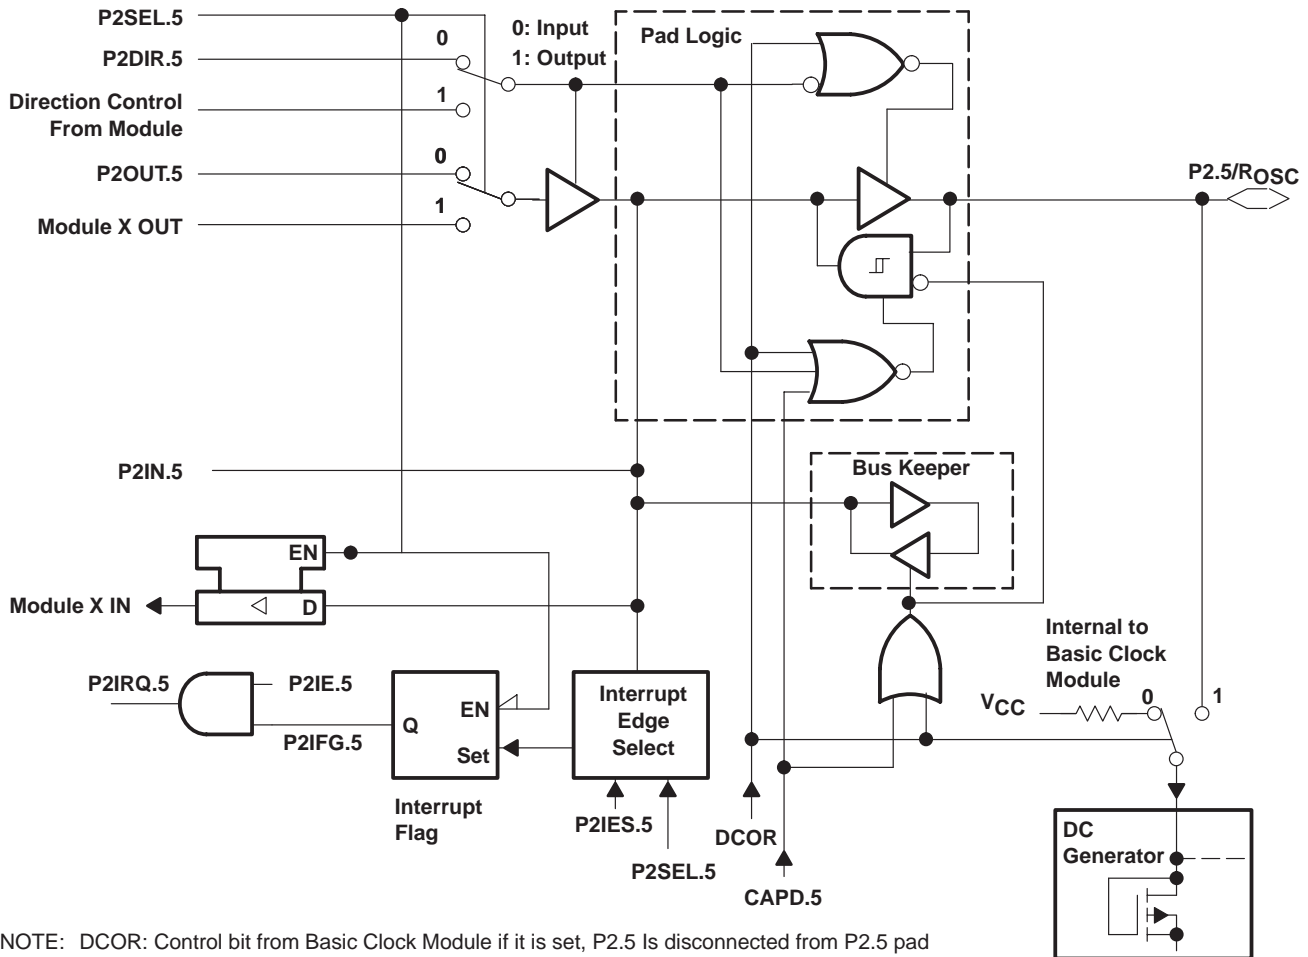 P2SEL.5
0
0: Input
1: Output
Pad Logic
P2DIR.5
Direction Control
From Module
1
P2OUT.5
0
P2.5/ROSC
Module X OUT
1
P2IN.5
Bus Keeper
EN
Module X IN
D
Internal to
Basic Clock
Module
P2IRQ.5
P2IE.5
P2IFG.5
Q
EN
Set
Interrupt
Edge
Select
VCC
0
1
Interrupt
Flag
P2IES.5
P2SEL.5
DCOR
CAPD.5
DC
Generator
NOTE: DCOR: Control bit from Basic Clock Module if it is set, P2.5 Is disconnected from P2.5 pad